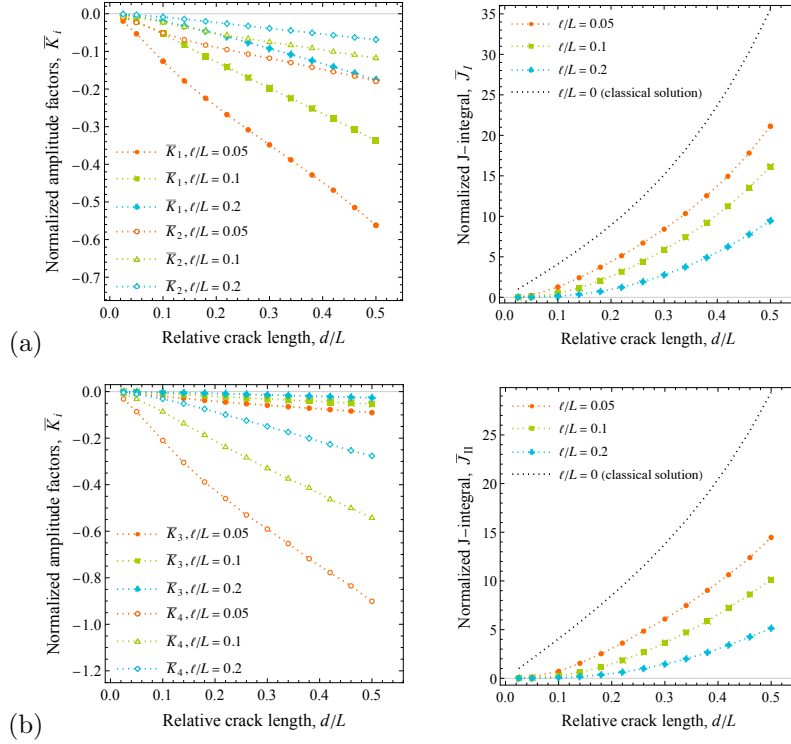 0.0
-0.1
-0.2
-0.3
-0.4
-0.5
-0.6
-0.7
Normalized amplitude factors, K̅ᵢ
K̅₁, ℓ/L = 0.05
K̅₁, ℓ/L = 0.1
K̅₁, ℓ/L = 0.2
K̅₂, ℓ/L = 0.05
K̅₂, ℓ/L = 0.1
K̅₂, ℓ/L = 0.2
0.0 0.1 0.2 0.3 0.4 0.5
Relative crack length, d/L
(a)
35
30
25
20
15
10
5
0
Normalized J-integral, J̅_I
ℓ/L = 0.05
ℓ/L = 0.1
ℓ/L = 0.2
ℓ/L = 0 (classical solution)
0.0 0.1 0.2 0.3 0.4 0.5
Relative crack length, d/L
0.0
-0.2
-0.4
-0.6
-0.8
-1.0
-1.2
Normalized amplitude factors, K̅ᵢ
K̅₃, ℓ/L = 0.05
K̅₃, ℓ/L = 0.1
K̅₃, ℓ/L = 0.2
K̅₄, ℓ/L = 0.05
K̅₄, ℓ/L = 0.1
K̅₄, ℓ/L = 0.2
0.0 0.1 0.2 0.3 0.4 0.5
Relative crack length, d/L
(b)
25
20
15
10
5
0
Normalized J-integral, J̅_II
ℓ/L = 0.05
ℓ/L = 0.1
ℓ/L = 0.2
ℓ/L = 0 (classical solution)
0.0 0.1 0.2 0.3 0.4 0.5
Relative crack length, d/L